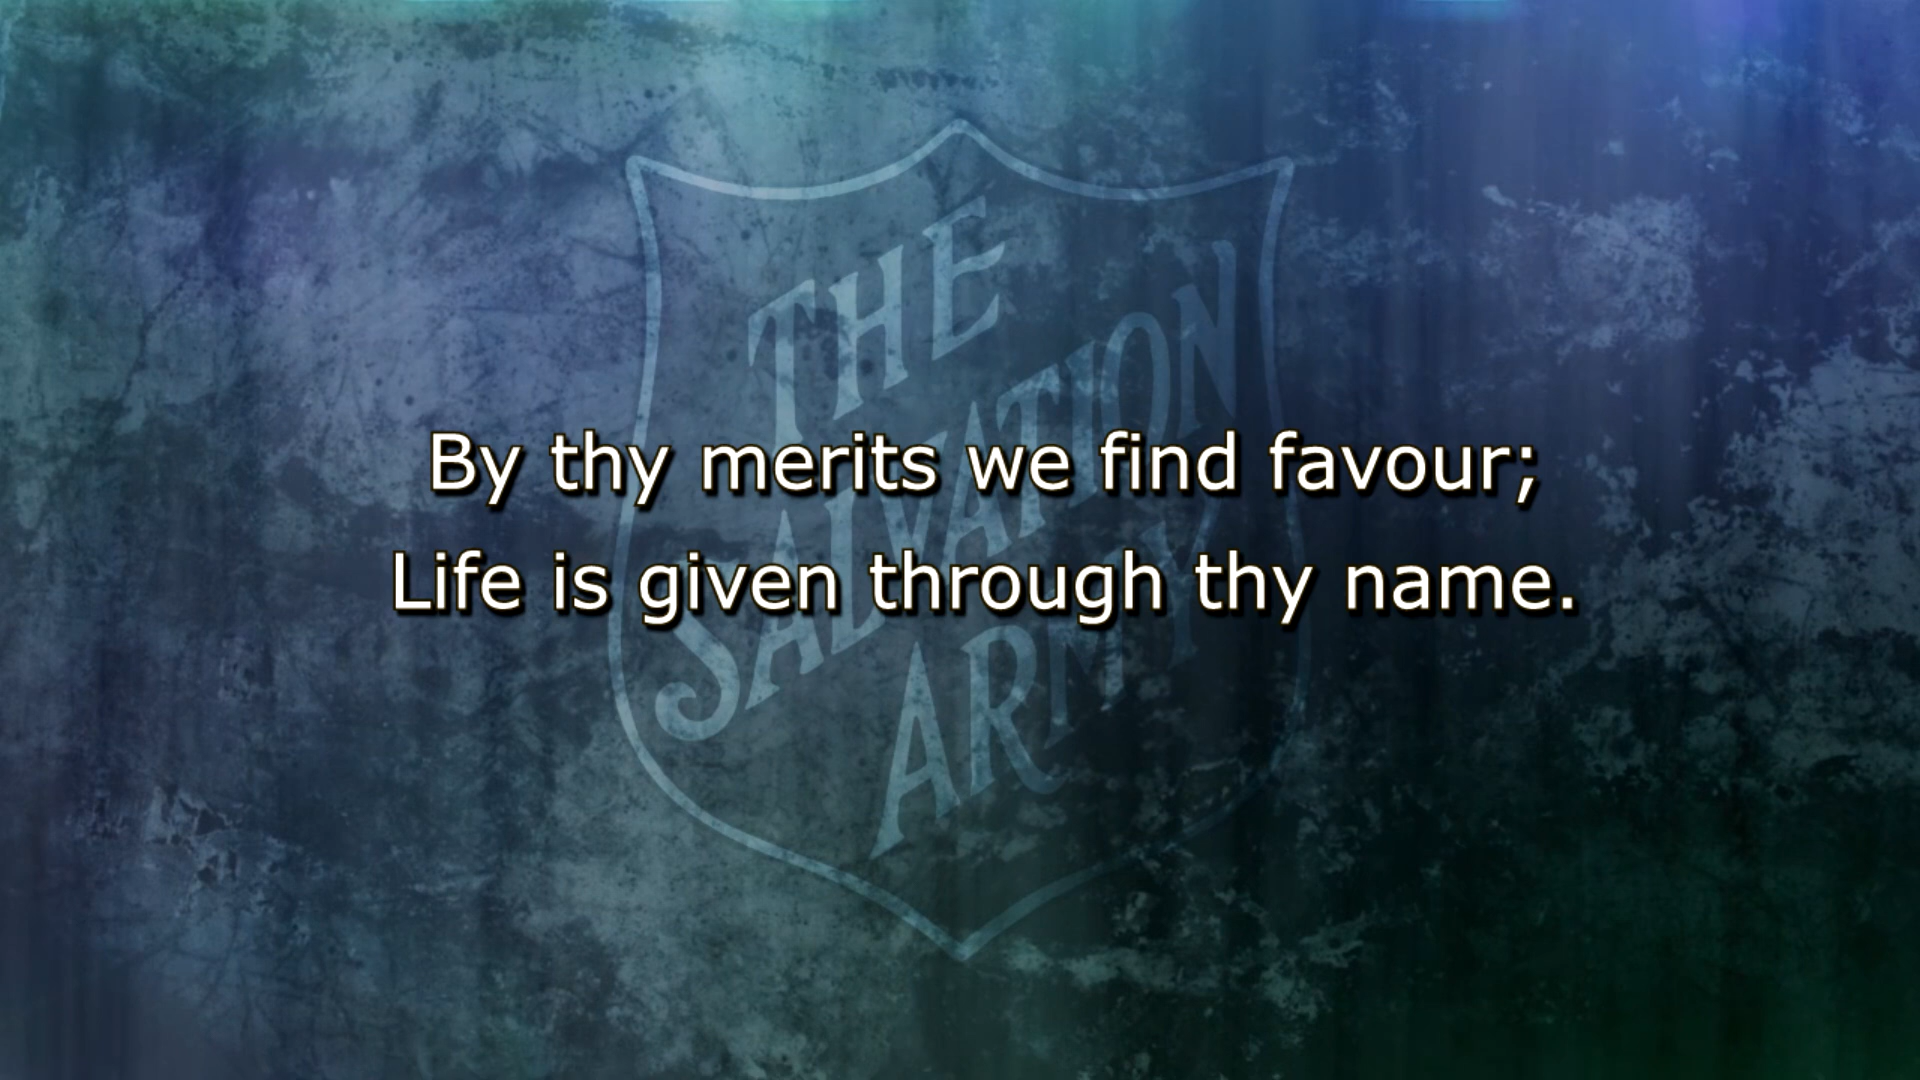 THE
SALVATION
ARMY
By thy merits we find favour;
Life is given through thy name.